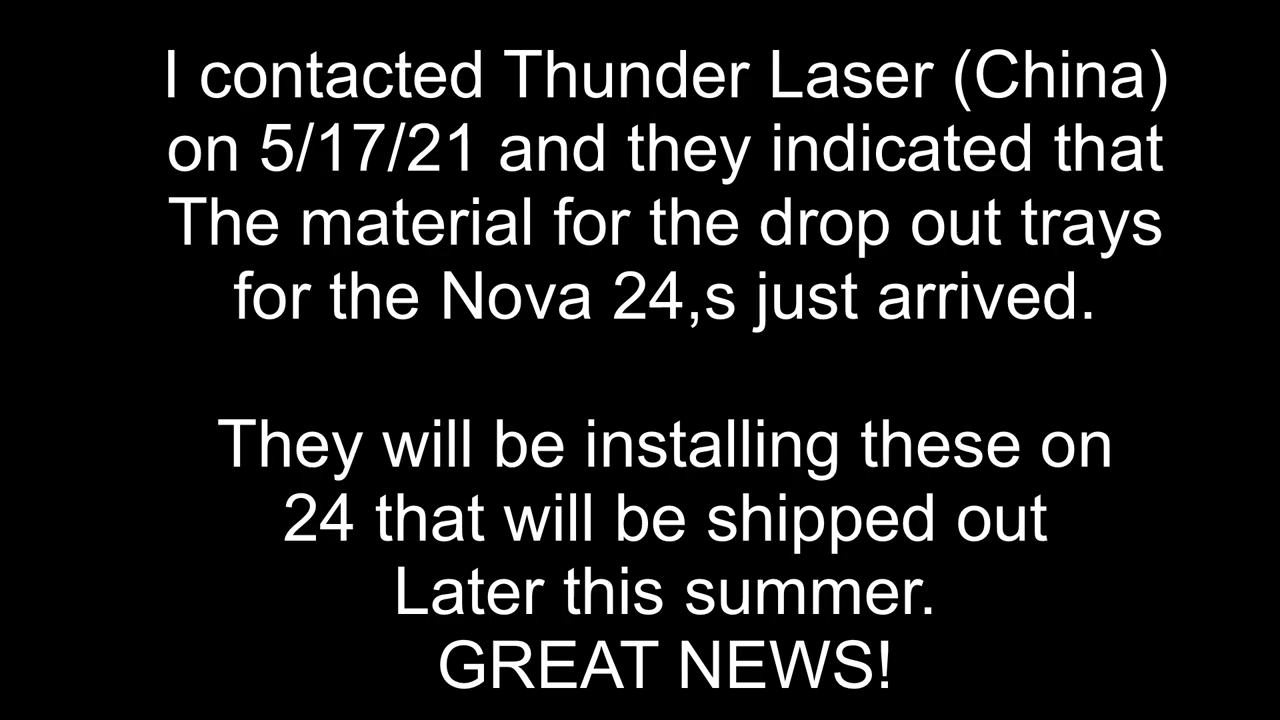 I contacted Thunder Laser (China)
on 5/17/21 and they indicated that
The material for the drop out trays
for the Nova 24,s just arrived.
They will be installing these on
24 that will be shipped out
Later this summer.
GREAT NEWS!